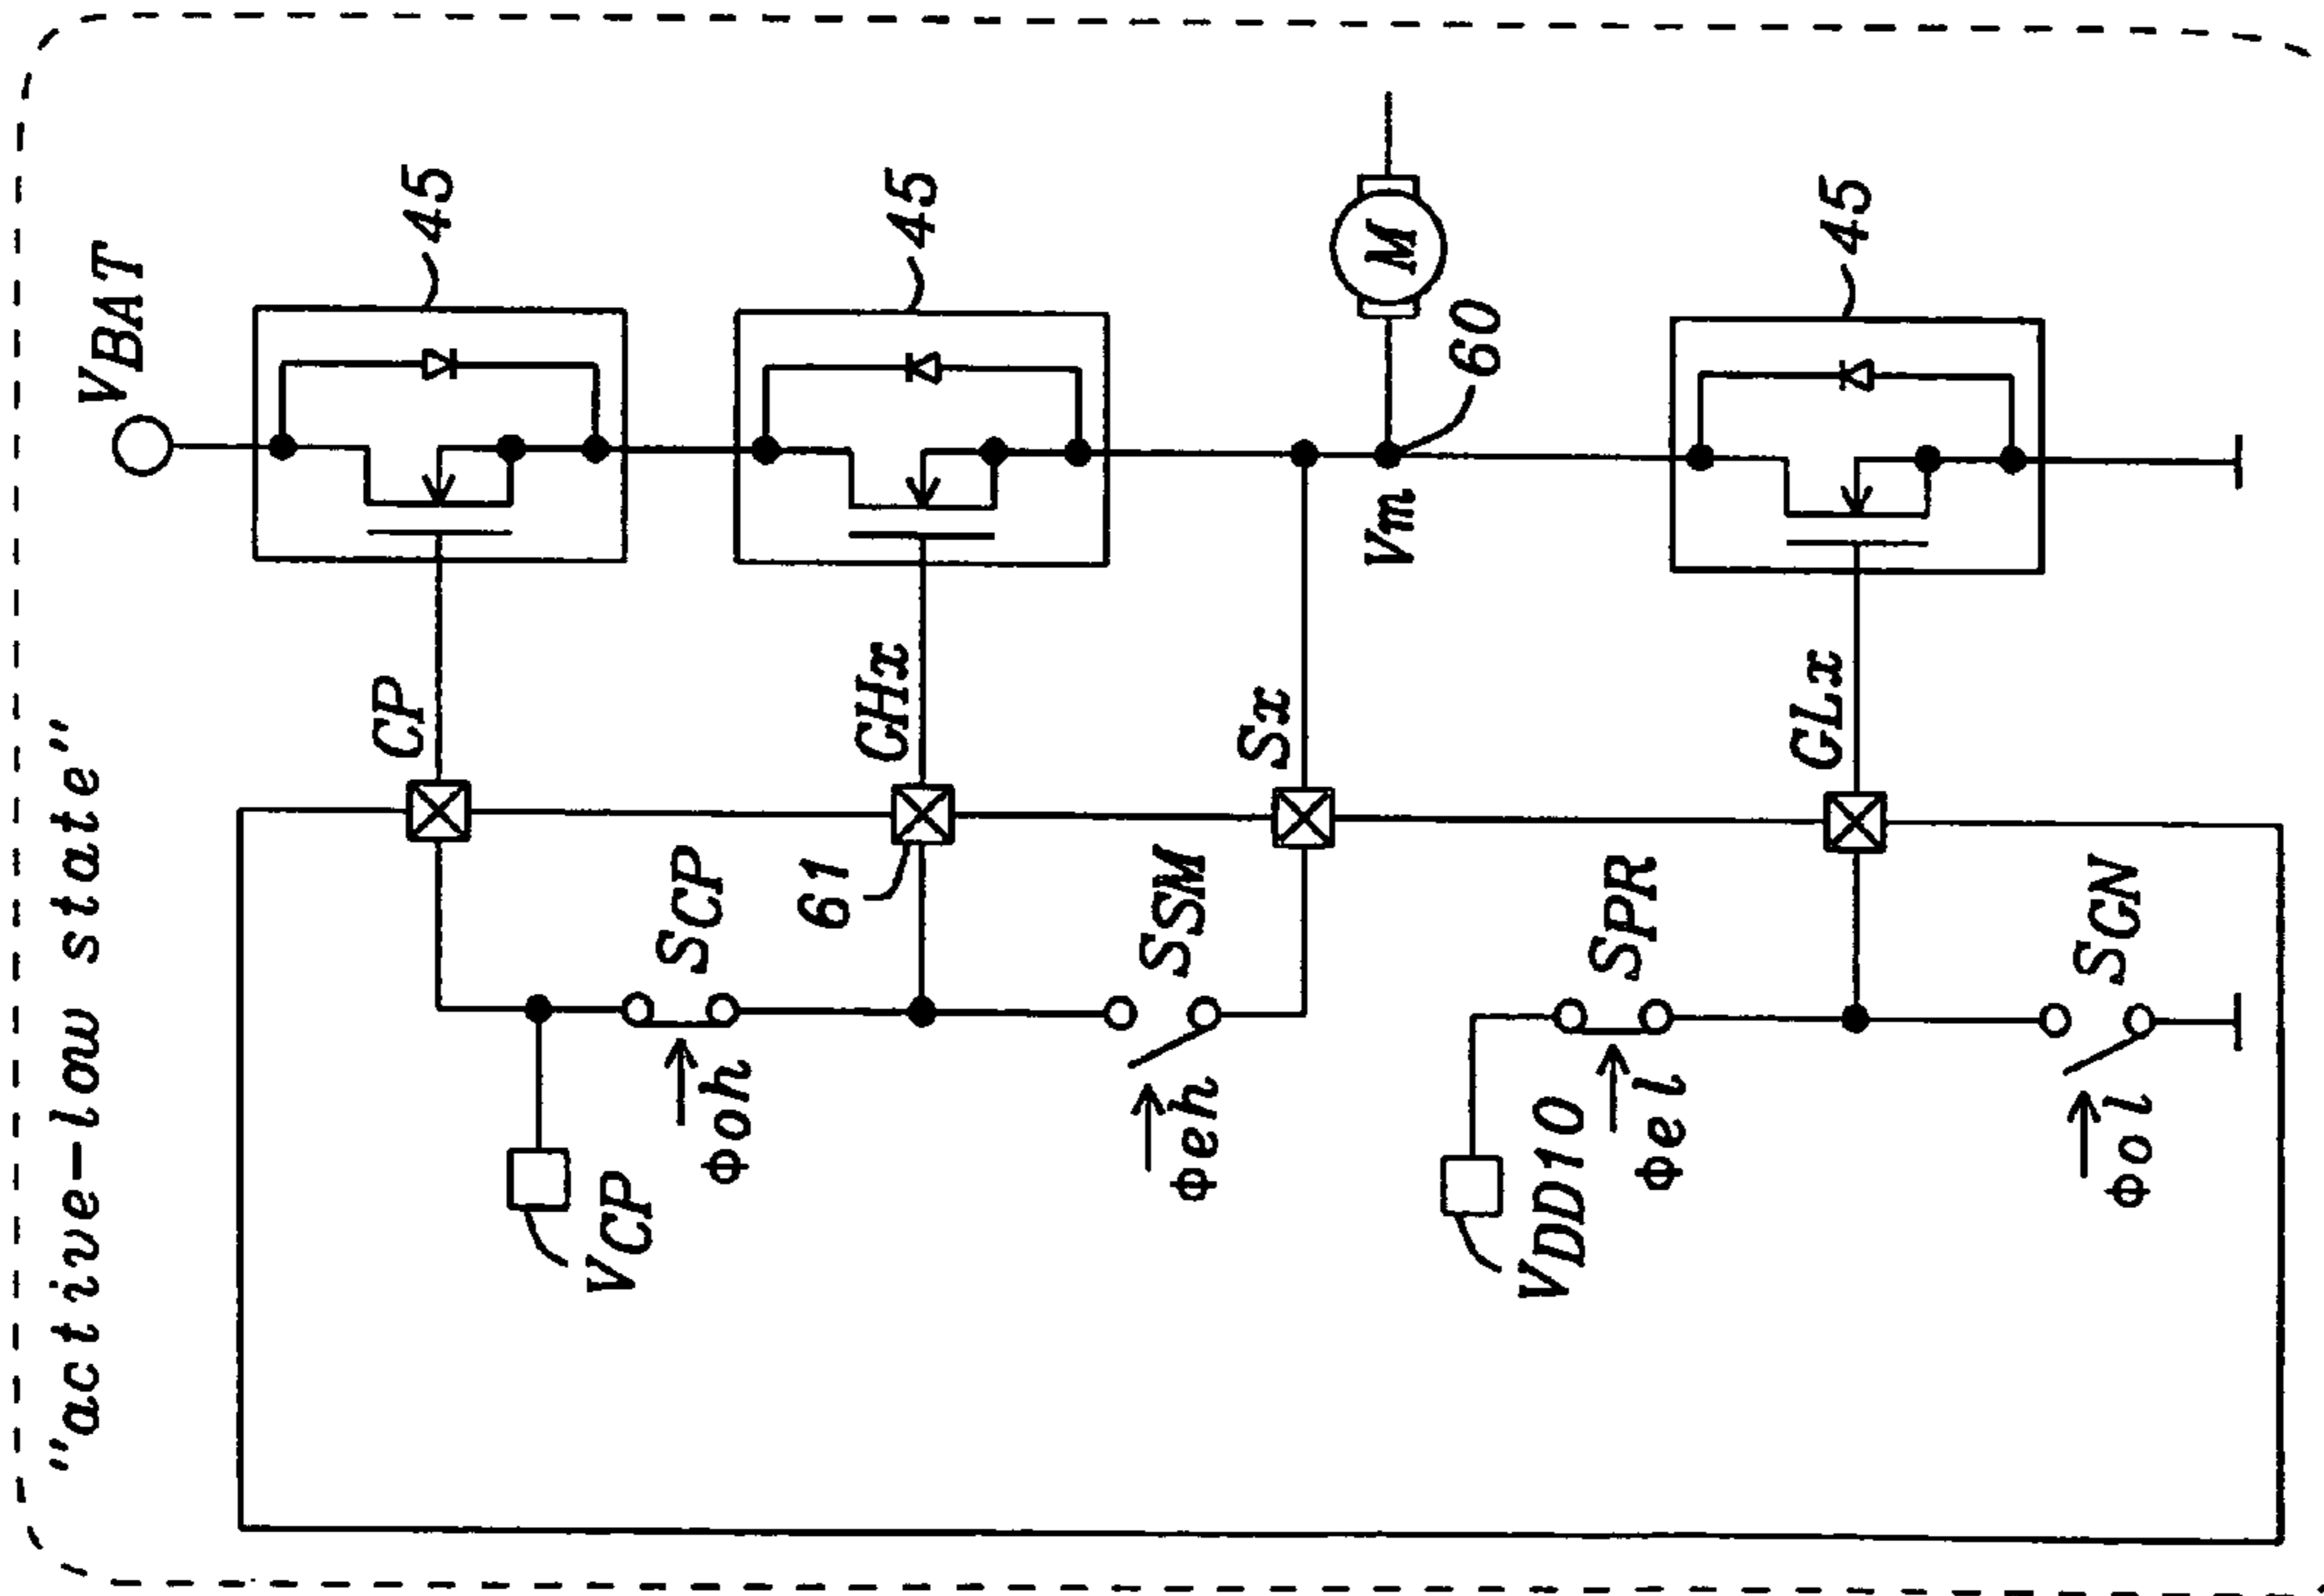 "active-low state"
VBAT
45
45
45
CP
CHx
Sx
GLx
Vm
60
M
61
SCP
SSM
SPR
SGN
VCP
Φoh
Φeh
VDD10
Φel
Φol